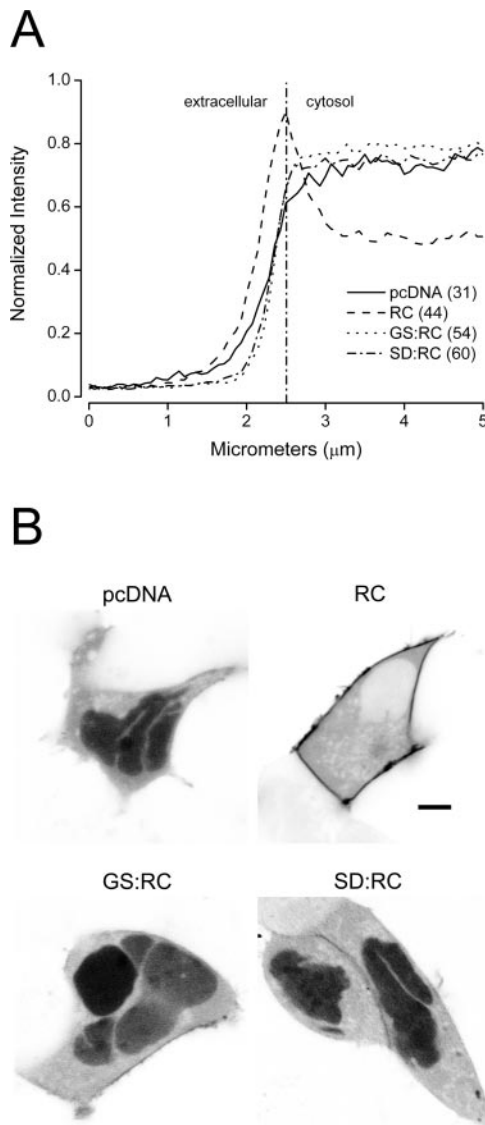 A
1.0
0.8
0.6
0.4
0.2
0.0
Normalized Intensity
extracellular cytosol
pcDNA (31)
RC (44)
GS:RC (54)
SD:RC (60)
0 1 2 3 4 5
Micrometers (μm)
B
pcDNA RC
GS:RC SD:RC